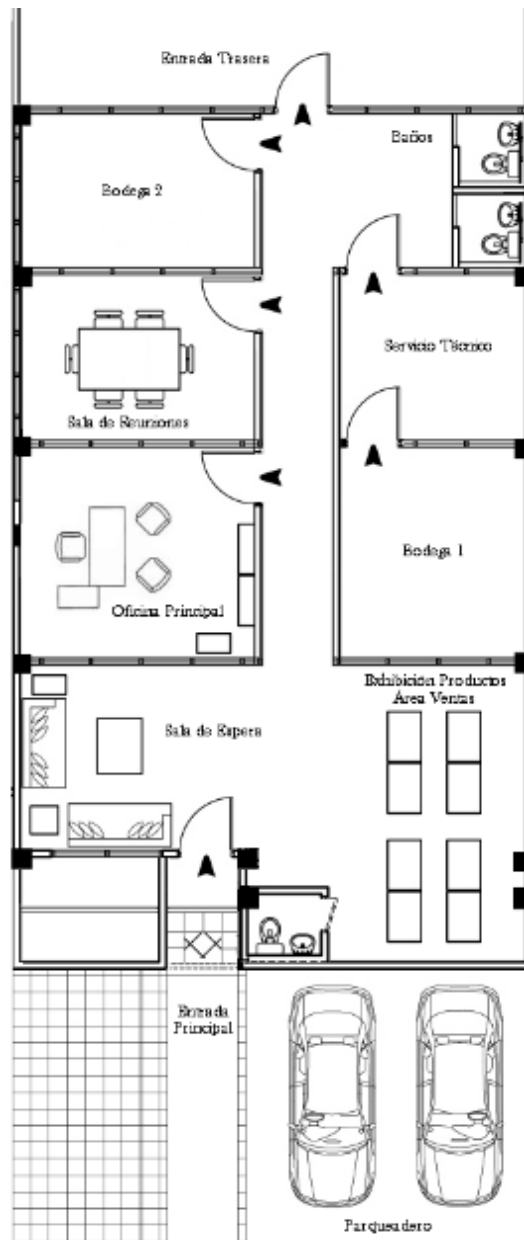 Entrada Trasera
Baños
Bodega 2
Servicio Técnico
Sala de Reuniones
Bodega 1
Oficina Principal
Exhibición Productos
Área Ventas
Sala de Espera
Entrada
Principal
Parqueadero